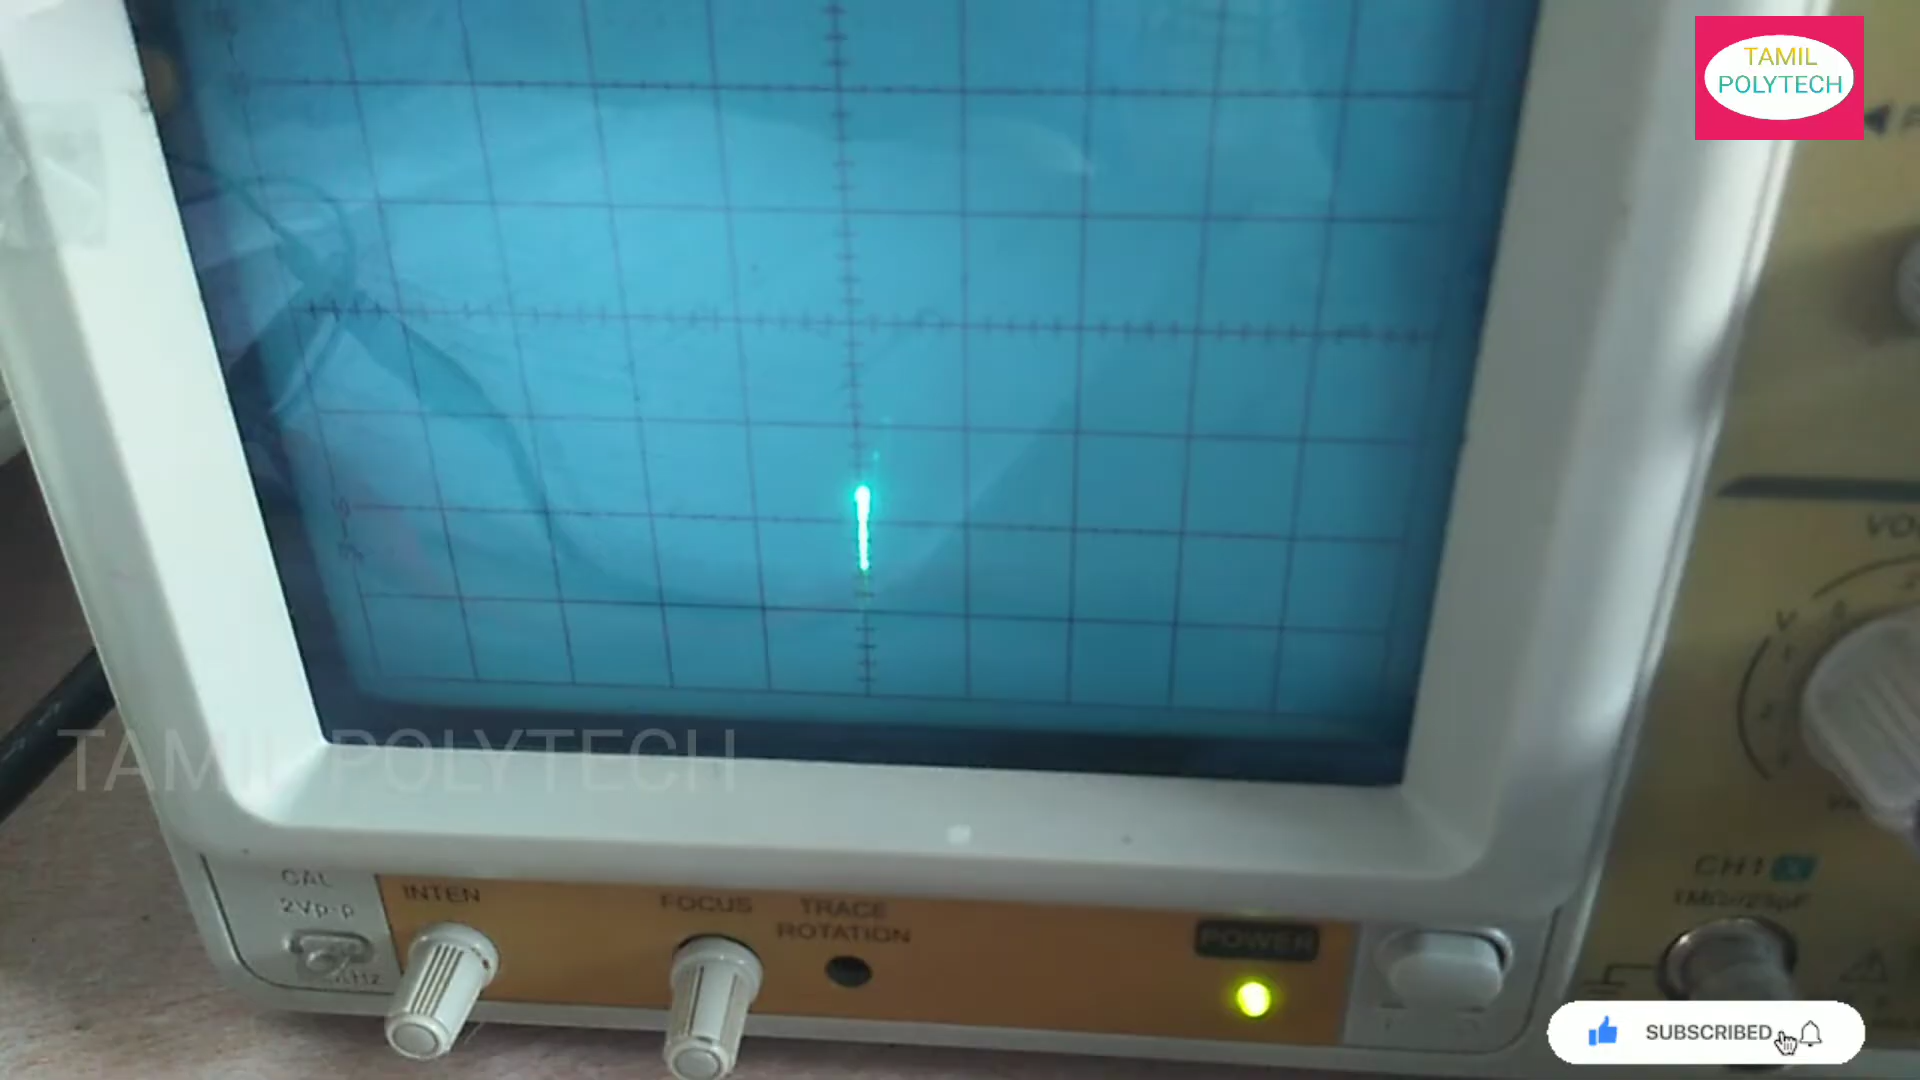 TAMIL
POLYTECH
TAMIL POLYTECH
CAL
2Vp-p
INTEN
FOCUS
TRACE
ROTATION
POWER
CH1 X
SUBSCRIBED